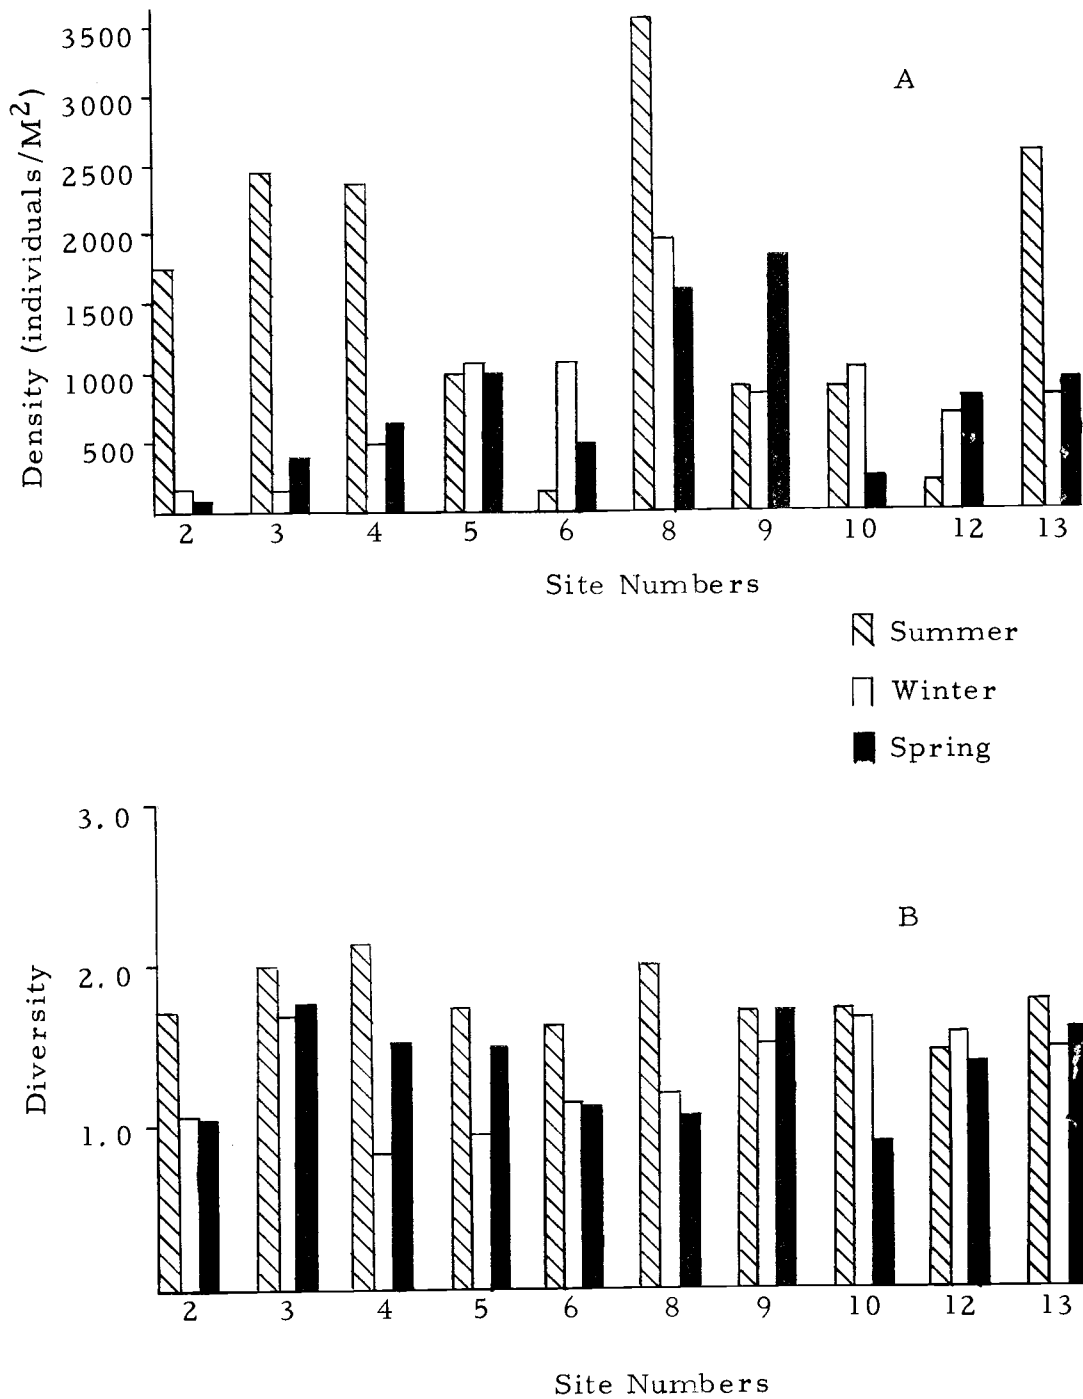 3500
3000
2500
2000
1500
1000
500
Density (individuals/M²)
A
2 3 4 5 6 8 9 10 12 13
Site Numbers
Summer
Winter
Spring
3.0
2.0
1.0
Diversity
B
2 3 4 5 6 8 9 10 12 13
Site Numbers